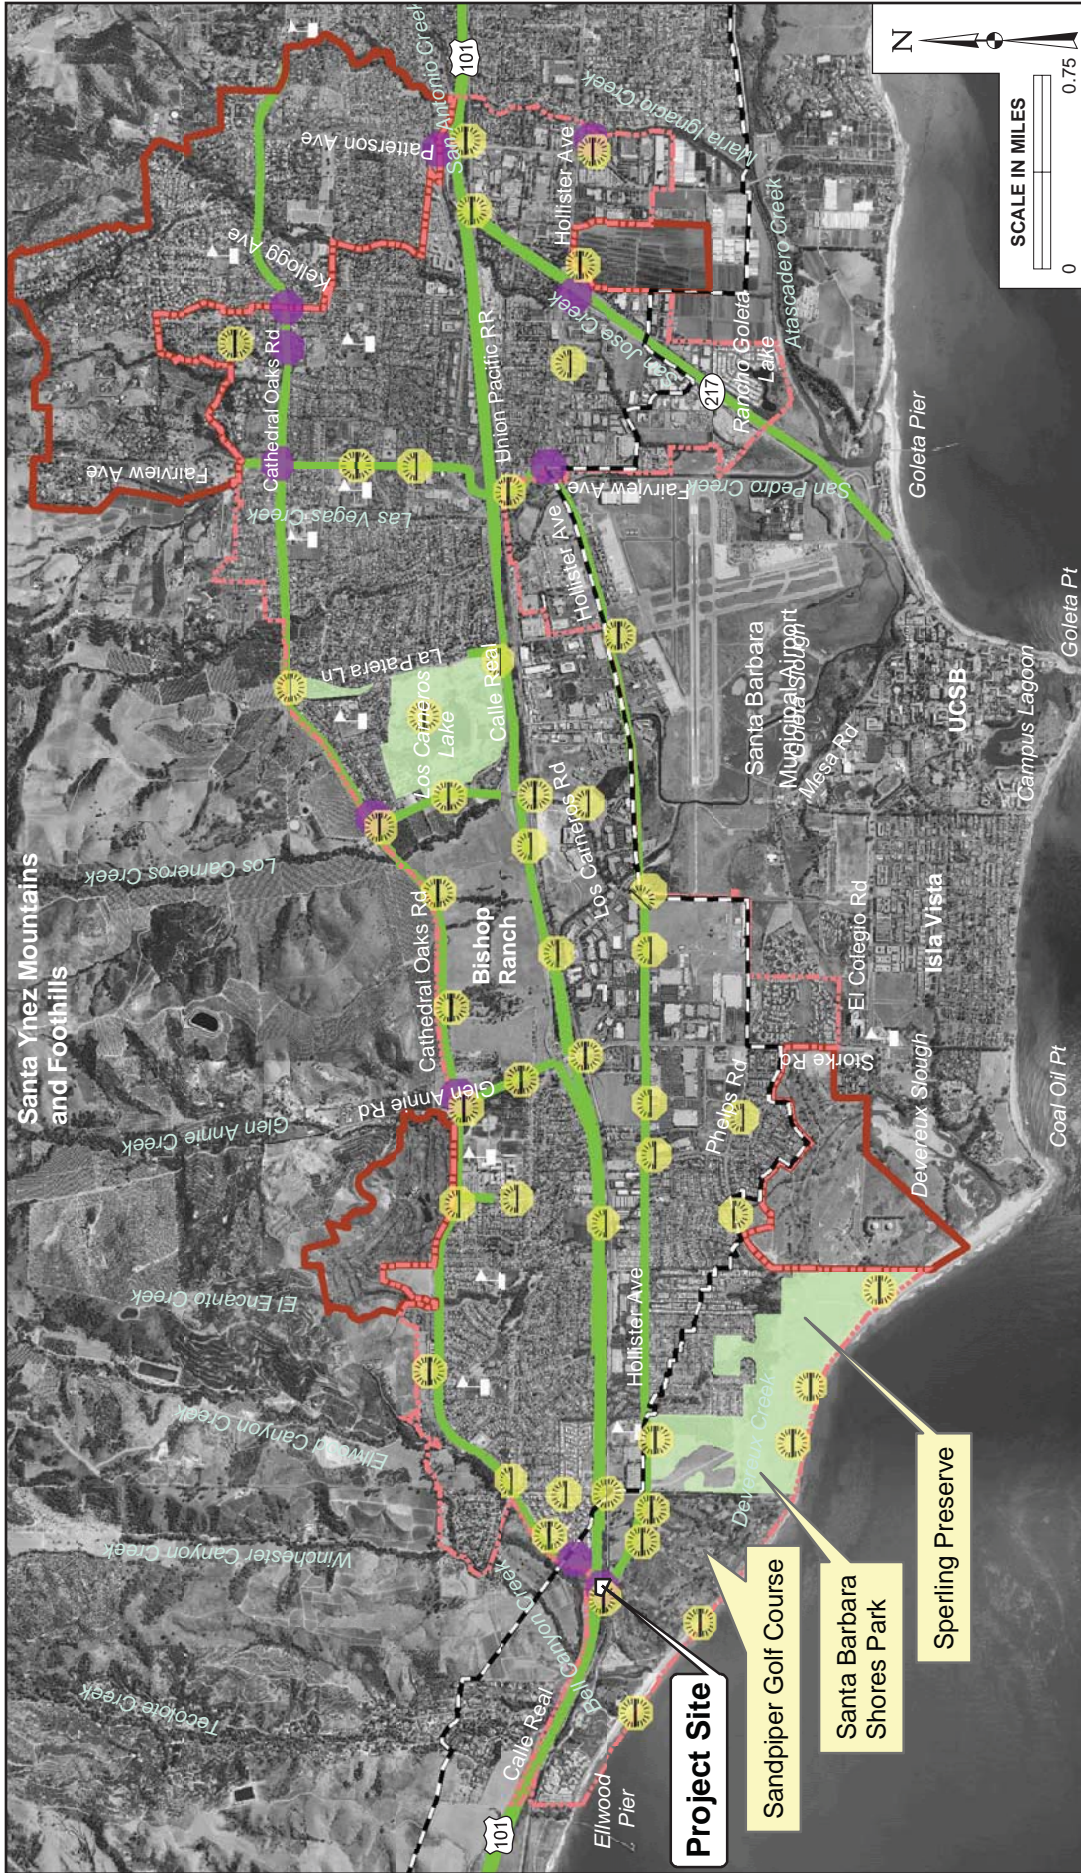 Santa Ynez Mountains
and Foothills
Tecolote Creek
Winchester Canyon Creek
Ellwood Canyon Creek
El Encanto Creek
Glen Annie Creek
Los Carneros Creek
Las Vegas Creek
Fairview Ave
Kellogg Ave
Patterson Ave
San Antonio Creek
101
Cathedral Oaks Rd
La Patera Ln
Los Carneros
Lake
Cathedral Oaks Rd
Glen Annie Rd
Bishop
Ranch
Calle Real
Union Pacific RR
Los Carneros Rd
Hollister Ave
Hollister Ave
Maria Ignacio Creek
San Jose Creek
Fairview Ave
San Pedro Creek
217
Rancho Goleta
Lake
Atascadero Creek
Santa Barbara
Municipal Airport
Goleta Slough
Mesa Rd
Hollister Ave
Phelps Rd
Storke Rd
El Colegio Rd
Bell Canyon Creek
Calle Real
101
Ellwood
Pier
Devereux Creek
Devereux Slough
Isla Vista
UCSB
Campus Lagoon
Coal Oil Pt
Goleta Pt
Goleta Pier
Project Site
Sandpiper Golf Course
Santa Barbara
Shores Park
Sperling Preserve
N
SCALE IN MILES
0 0.75